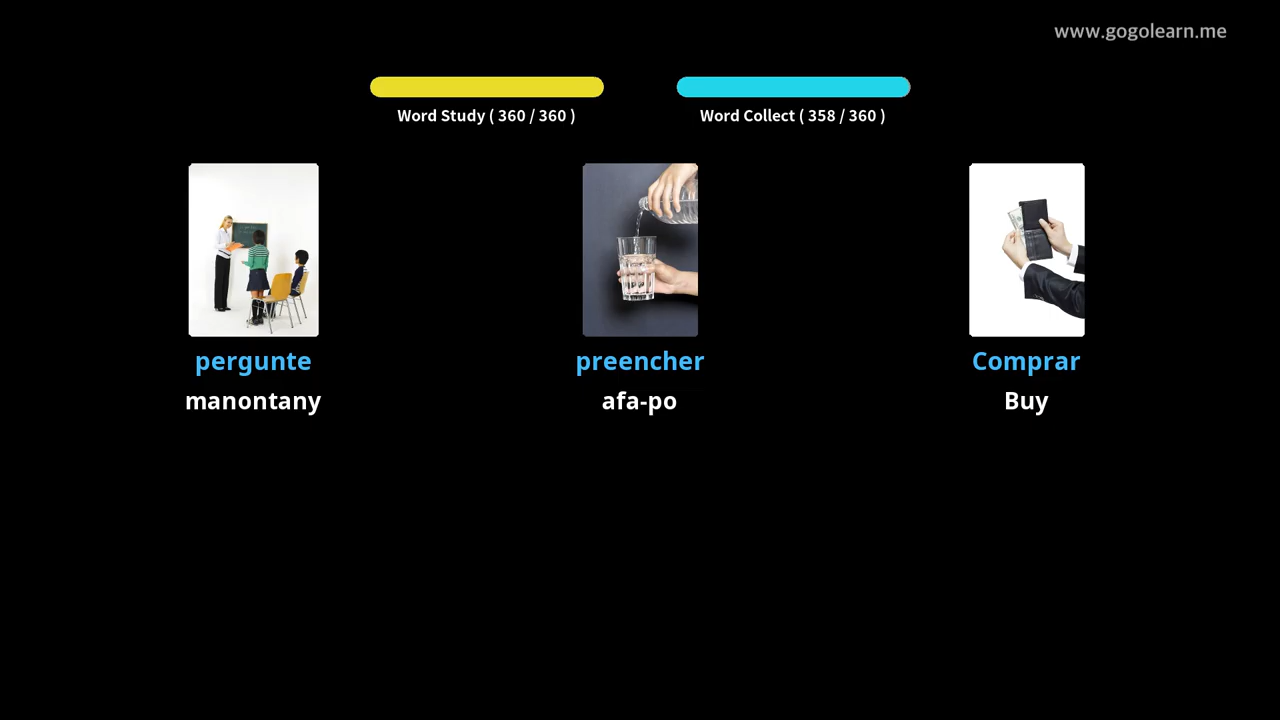 www.gogolearn.me
Word Study ( 360 / 360 )
Word Collect ( 358 / 360 )
pergunte
manontany
preencher
afa-po
Comprar
Buy